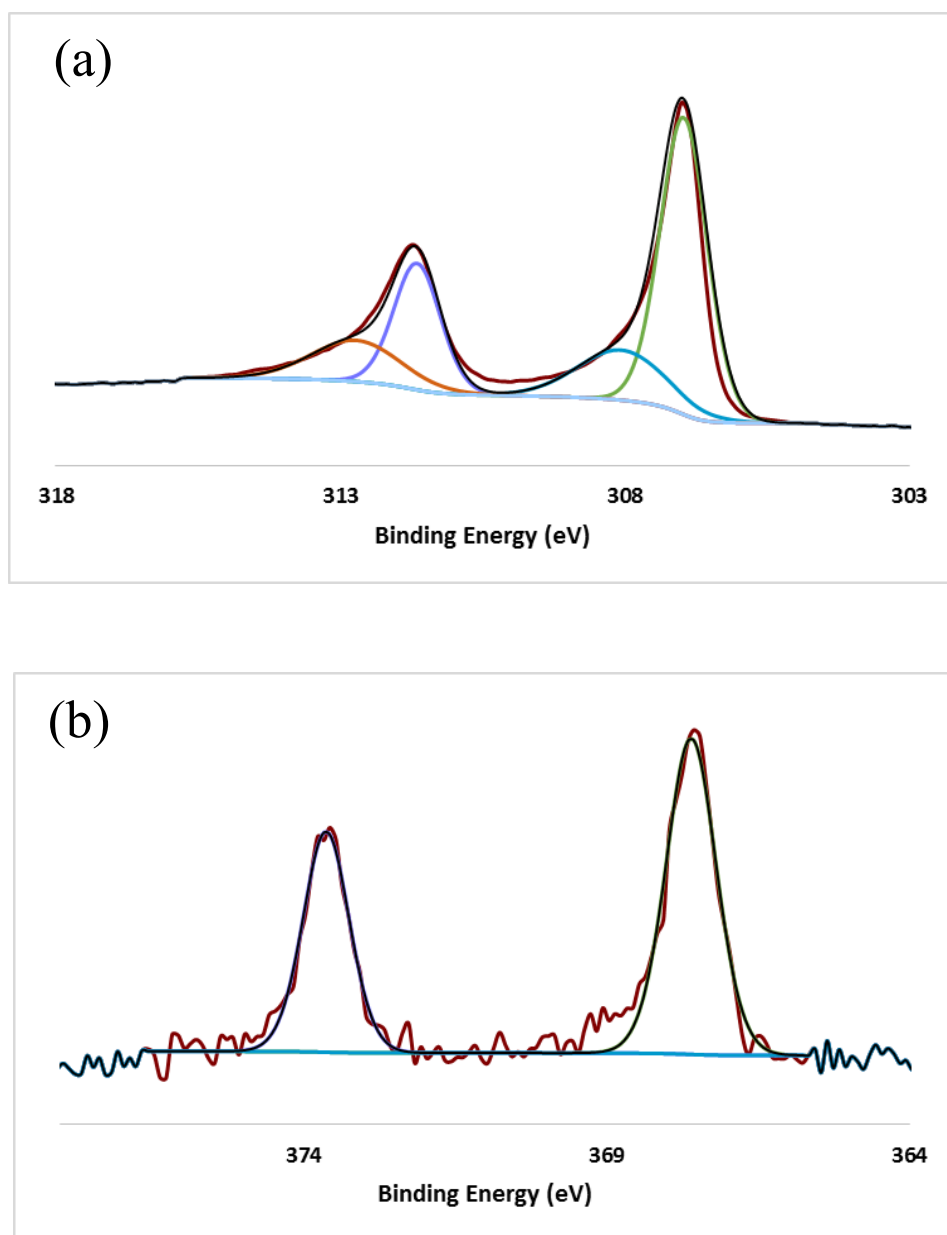 (a)
318 313 308 303
Binding Energy (eV)
(b)
374 369 364
Binding Energy (eV)